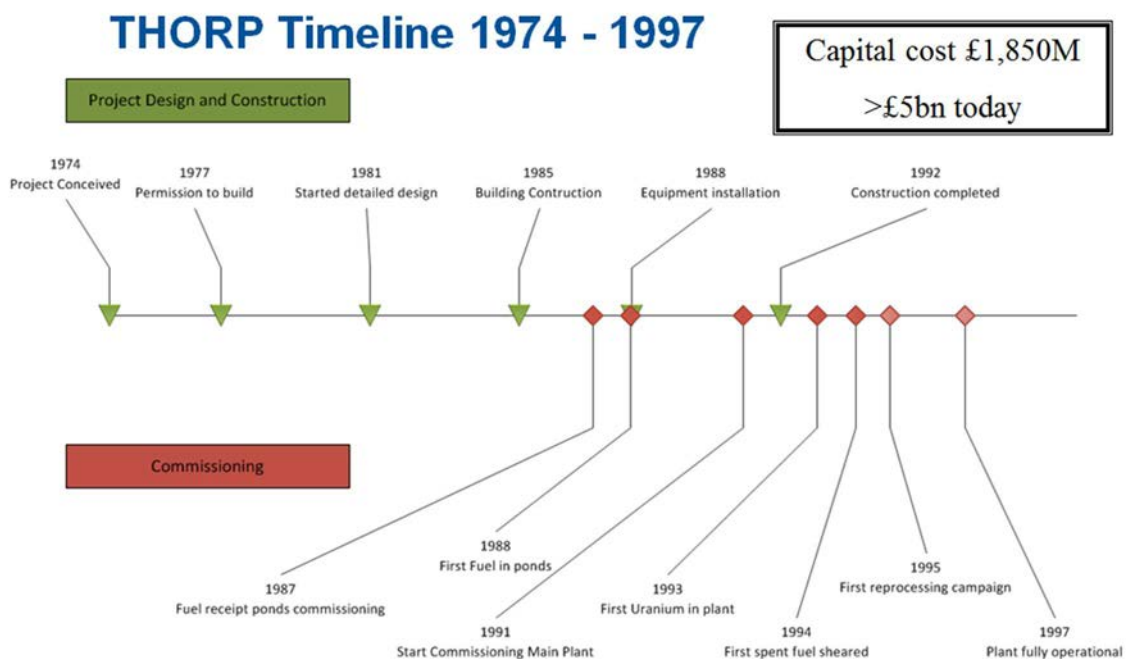 THORP Timeline 1974 - 1997
Capital cost £1,850M
>£5bn today
Project Design and Construction
1974
Project Conceived
1977
Permission to build
1981
Started detailed design
1985
Building Contruction
1988
Equipment installation
1992
Construction completed
Commissioning
1987
Fuel receipt ponds commissioning
1988
First Fuel in ponds
1991
Start Commissioning Main Plant
1993
First Uranium in plant
1994
First spent fuel sheared
1995
First reprocessing campaign
1997
Plant fully operational